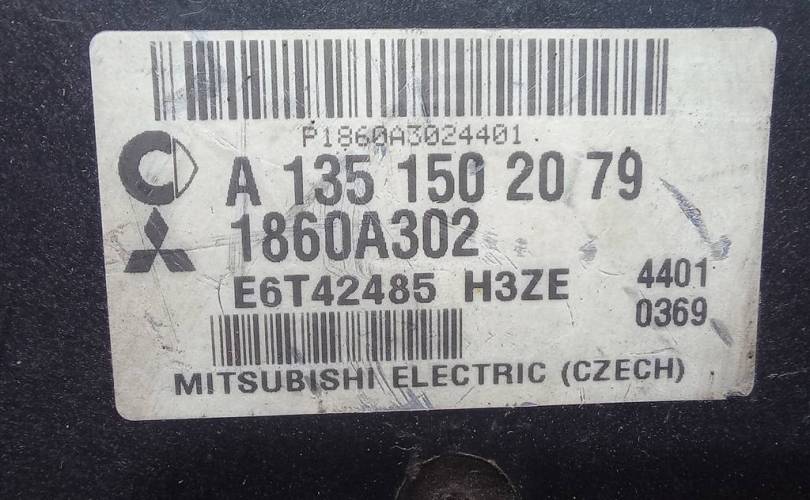 P1860A3024401
A 135 150 20 79
1860A302
E6T42485 H3ZE 4401
0369
MITSUBISHI ELECTRIC (CZECH)